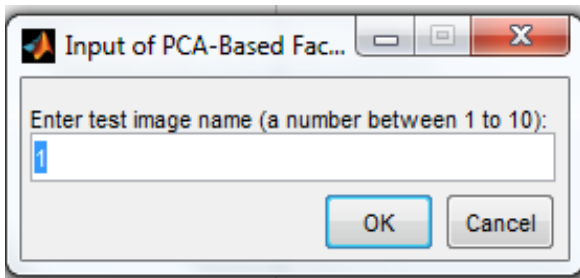 Input of PCA-Based Fac...
Enter test image name (a number between 1 to 10):
1
OK Cancel